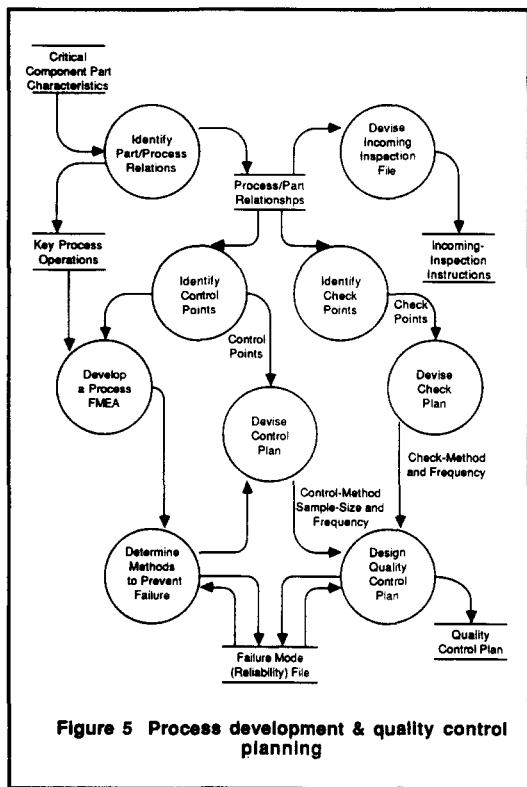 Critical
Component Part
Characteristics
Identify
Part/Process
Relations
Devise
Incoming
Inspection
File
Process/Part
Relationshps
Key Process
Operations
Incoming-
Inspection
Instructions
Identify
Control
Points
Identify
Check
Points
Check
Points
Control
Points
Develop
a Process
FMEA
Devise
Check
Plan
Devise
Control
Plan
Check-Method
and Frequency
Control-Method
Sample-Size and
Frequency
Determine
Methods
to Prevent
Failure
Design
Quality
Control
Plan
Failure Mode
(Reliability) File
Quality
Control Plan
Figure 5 Process development & quality control
planning